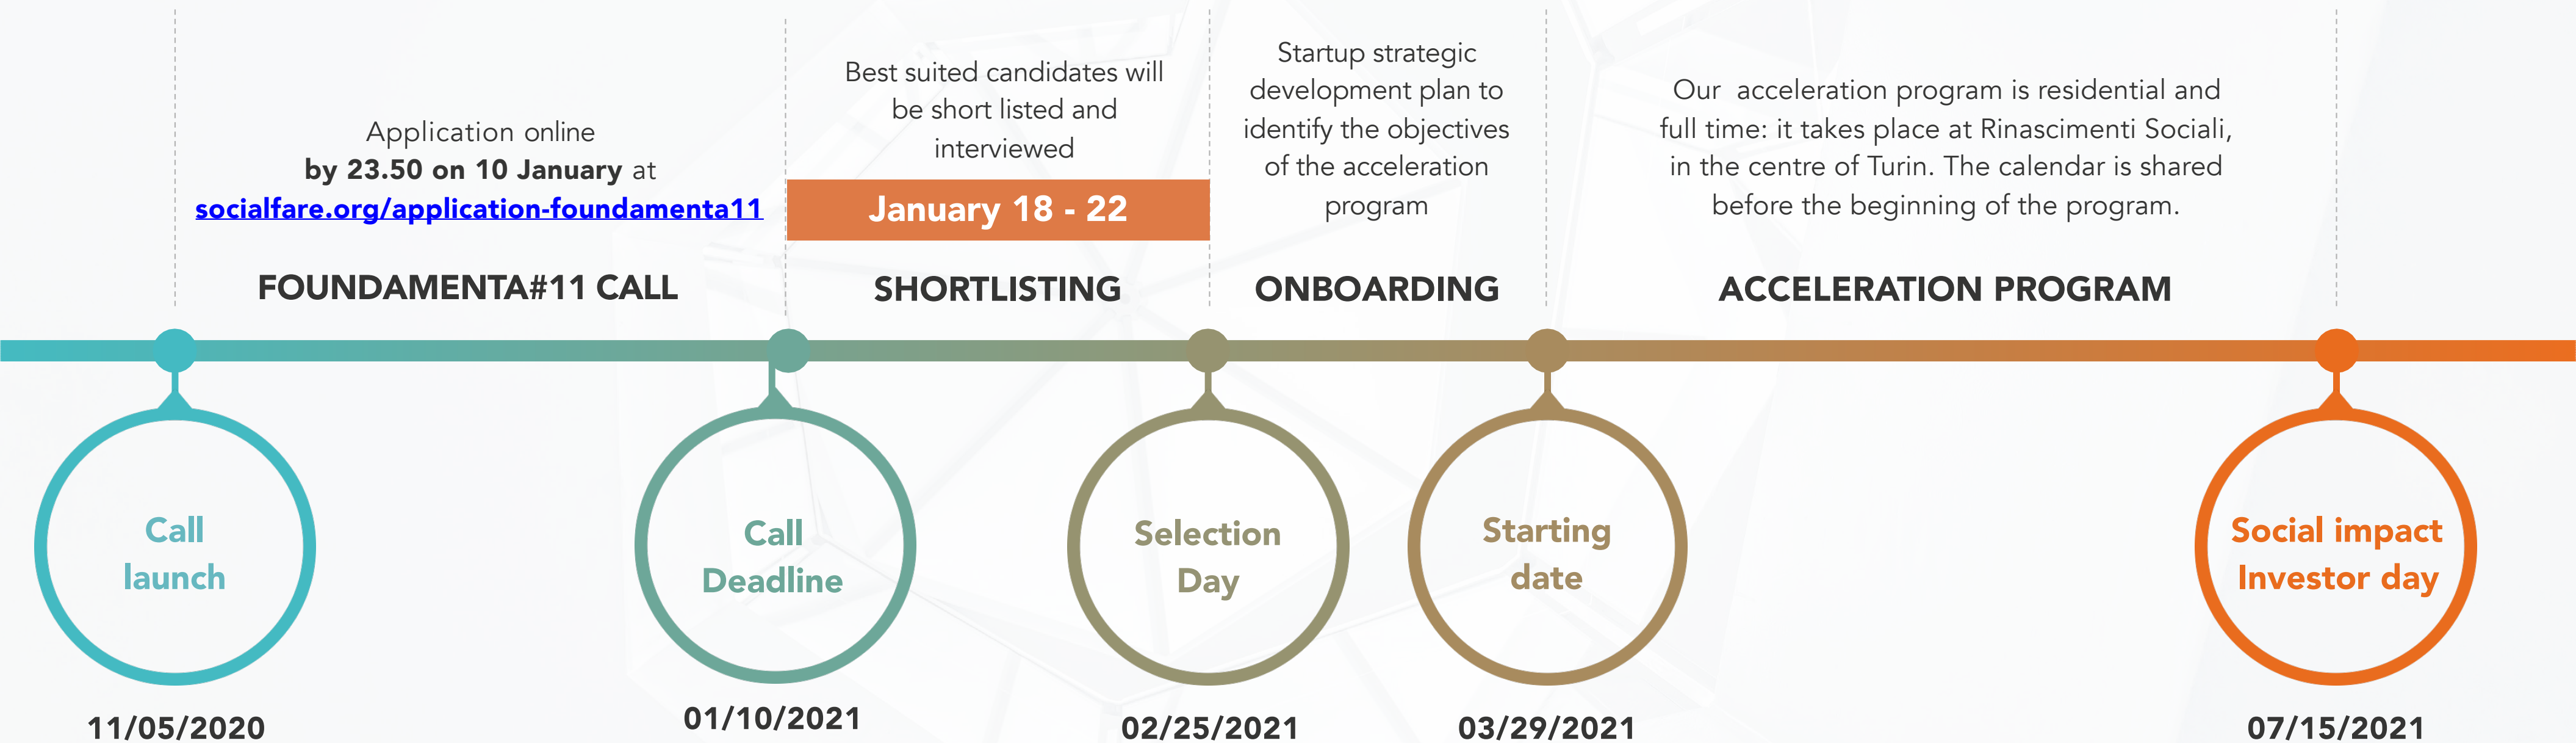 Application online
by 23.50 on 10 January at
socialfare.org/application-foundamenta11
FOUNDAMENTA#11 CALL
Best suited candidates will
be short listed and
interviewed
January 18 - 22
SHORTLISTING
Startup strategic
development plan to
identify the objectives
of the acceleration
program
ONBOARDING
Our acceleration program is residential and
full time: it takes place at Rinascimenti Sociali,
in the centre of Turin. The calendar is shared
before the beginning of the program.
ACCELERATION PROGRAM
Call
launch
11/05/2020
Call
Deadline
01/10/2021
Selection
Day
02/25/2021
Starting
date
03/29/2021
Social impact
Investor day
07/15/2021